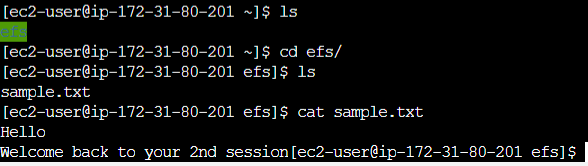 [ec2-user@ip-172-31-80-201 ~]$ ls
efs
[ec2-user@ip-172-31-80-201 ~]$ cd efs/
[ec2-user@ip-172-31-80-201 efs]$ ls
sample.txt
[ec2-user@ip-172-31-80-201 efs]$ cat sample.txt
Hello
Welcome back to your 2nd session[ec2-user@ip-172-31-80-201 efs]$